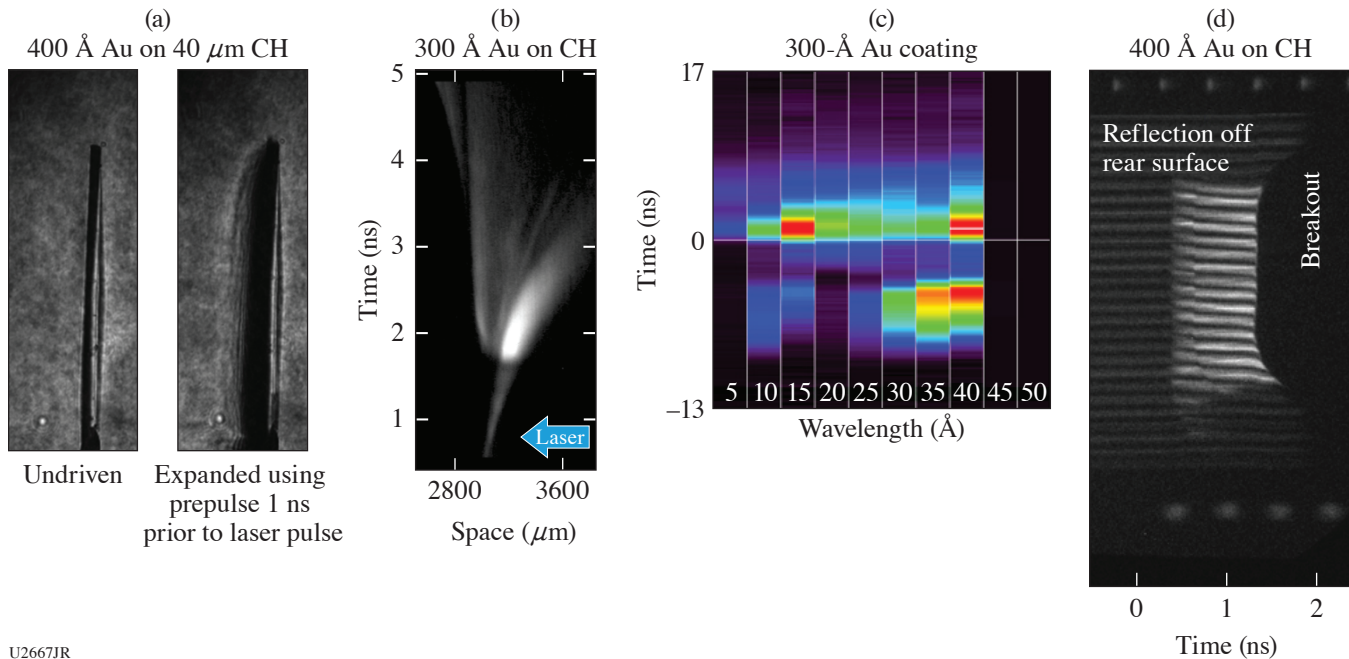 (a)
400 Å Au on 40 μm CH
Undriven
Expanded using
prepulse 1 ns
prior to laser pulse
(b)
300 Å Au on CH
5
4
3
2
1
Time (ns)
Laser
2800 3600
Space (μm)
(c)
300-Å Au coating
17
0
–13
Time (ns)
5 10 15 20 25 30 35 40 45 50
Wavelength (Å)
(d)
400 Å Au on CH
Reflection off
rear surface
Breakout
0 1 2
Time (ns)
U2667JR